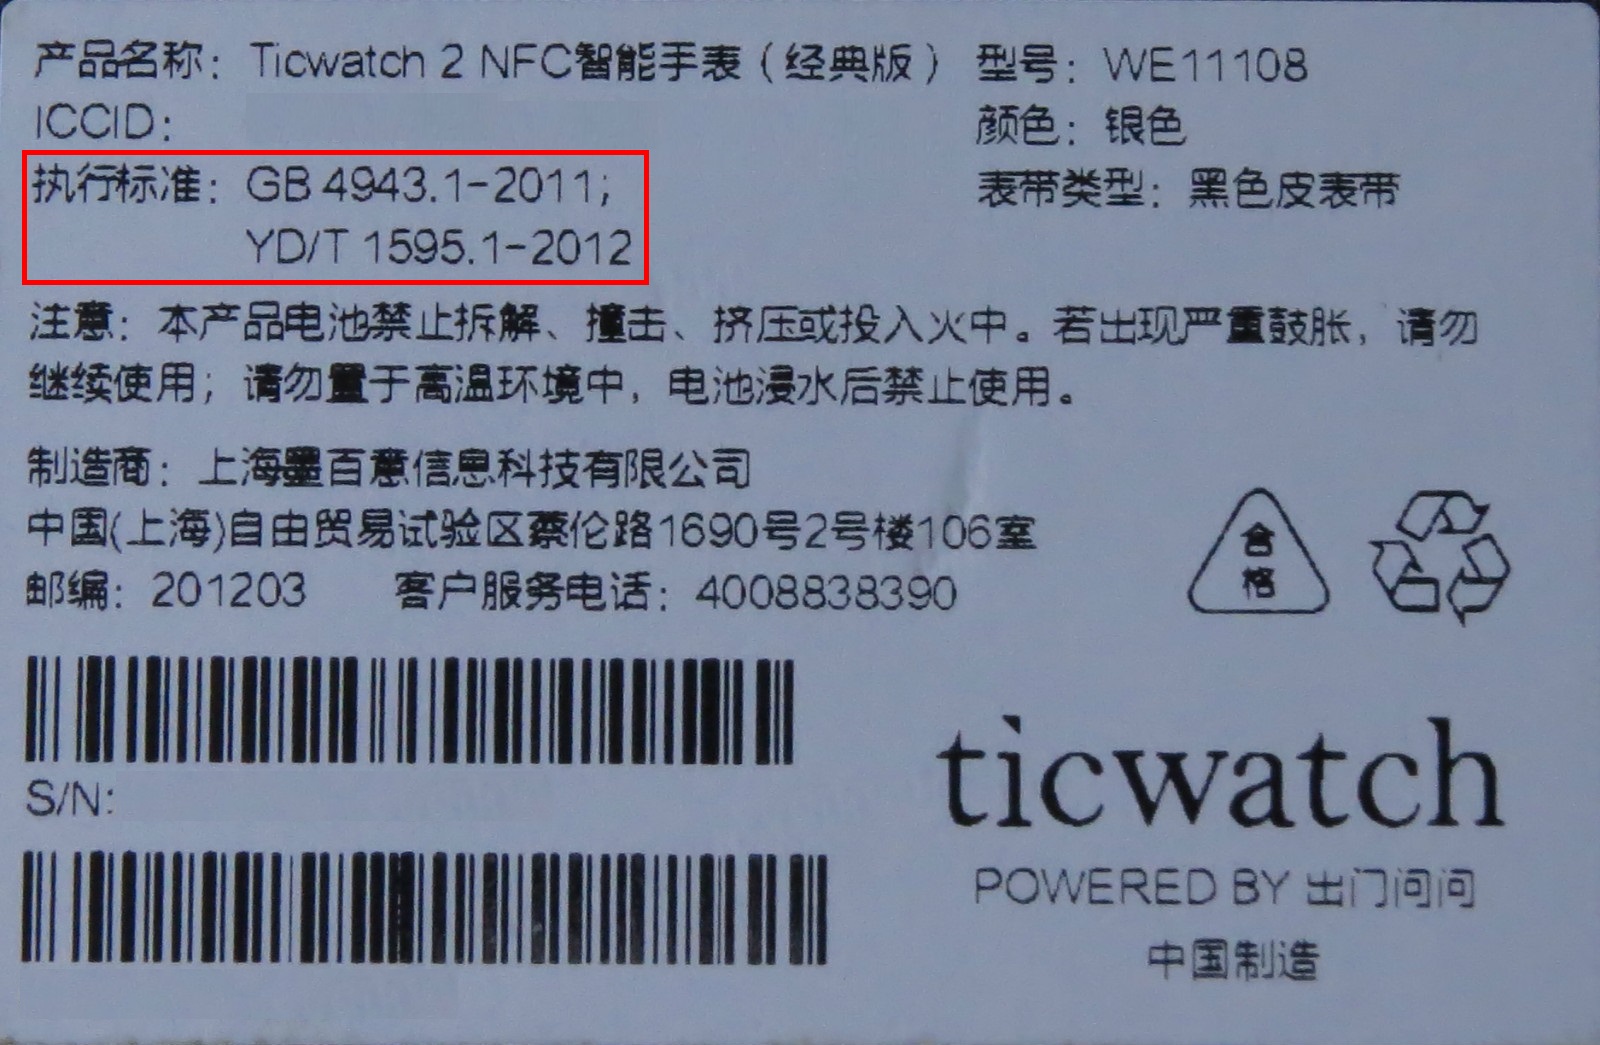 产品名称：Ticwatch 2 NFC智能手表（经典版） 型号：WE11108
ICCID: 颜色：银色
执行标准：GB 4943.1-2011; 表带类型：黑色皮表带
YD/T 1595.1-2012
注意：本产品电池禁止拆解、撞击、挤压或投入火中。若出现严重鼓胀，请勿
继续使用；请勿置于高温环境中，电池浸水后禁止使用。
制造商：上海墨百意信息科技有限公司
中国(上海)自由贸易试验区蔡伦路1690号2号楼106室
邮编：201203 客户服务电话：4008838390
合
格
S/N:
ticwatch
POWERED BY 出门问问
中国制造